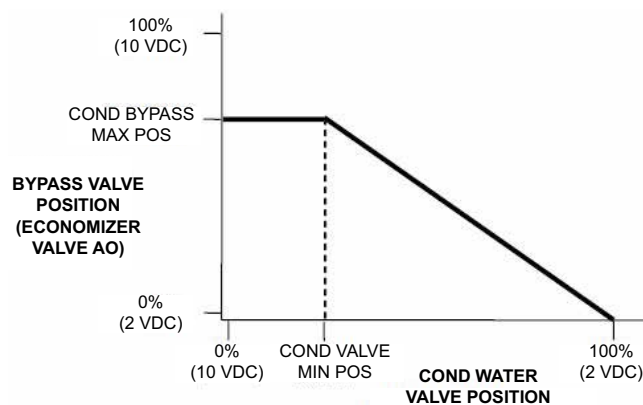 100%
(10 VDC)
COND BYPASS
MAX POS
BYPASS VALVE
POSITION
(ECONOMIZER
VALVE AO)
0%
(2 VDC)
0%
(10 VDC)
COND VALVE
MIN POS
100%
(2 VDC)
COND WATER
VALVE POSITION